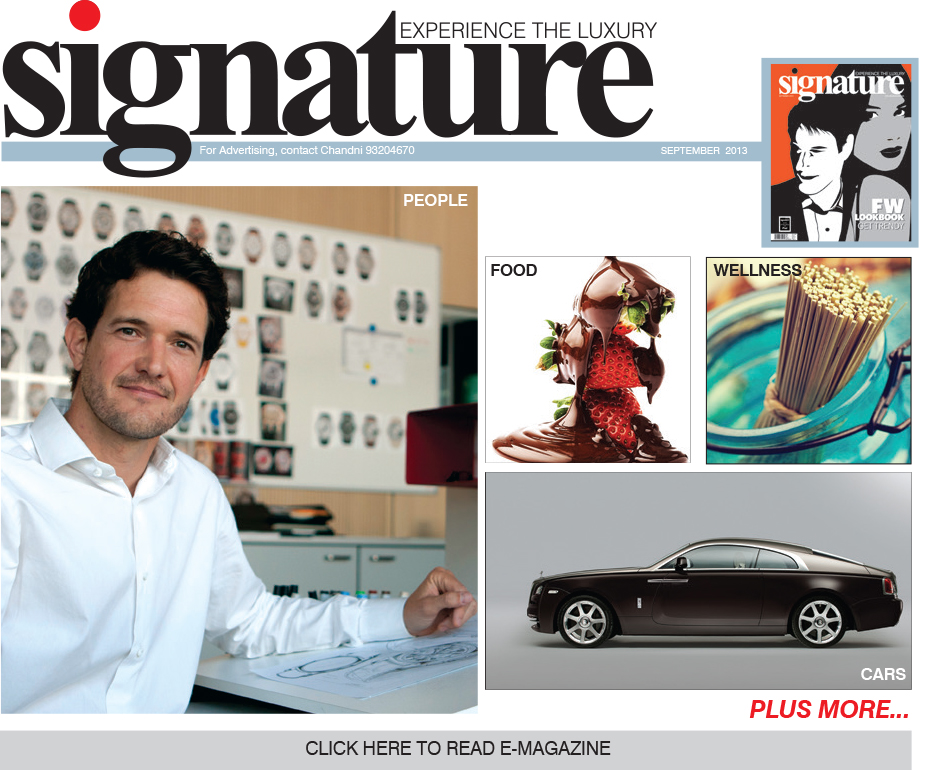 EXPERIENCE THE LUXURY
signature
For Advertising, contact Chandni 93204670
SEPTEMBER 2013
EXPERIENCE THE LUXURY
signature
FW
LOOKBOOK
GET TRENDY
PEOPLE
FOOD
WELLNESS
CARS
PLUS MORE...
CLICK HERE TO READ E-MAGAZINE